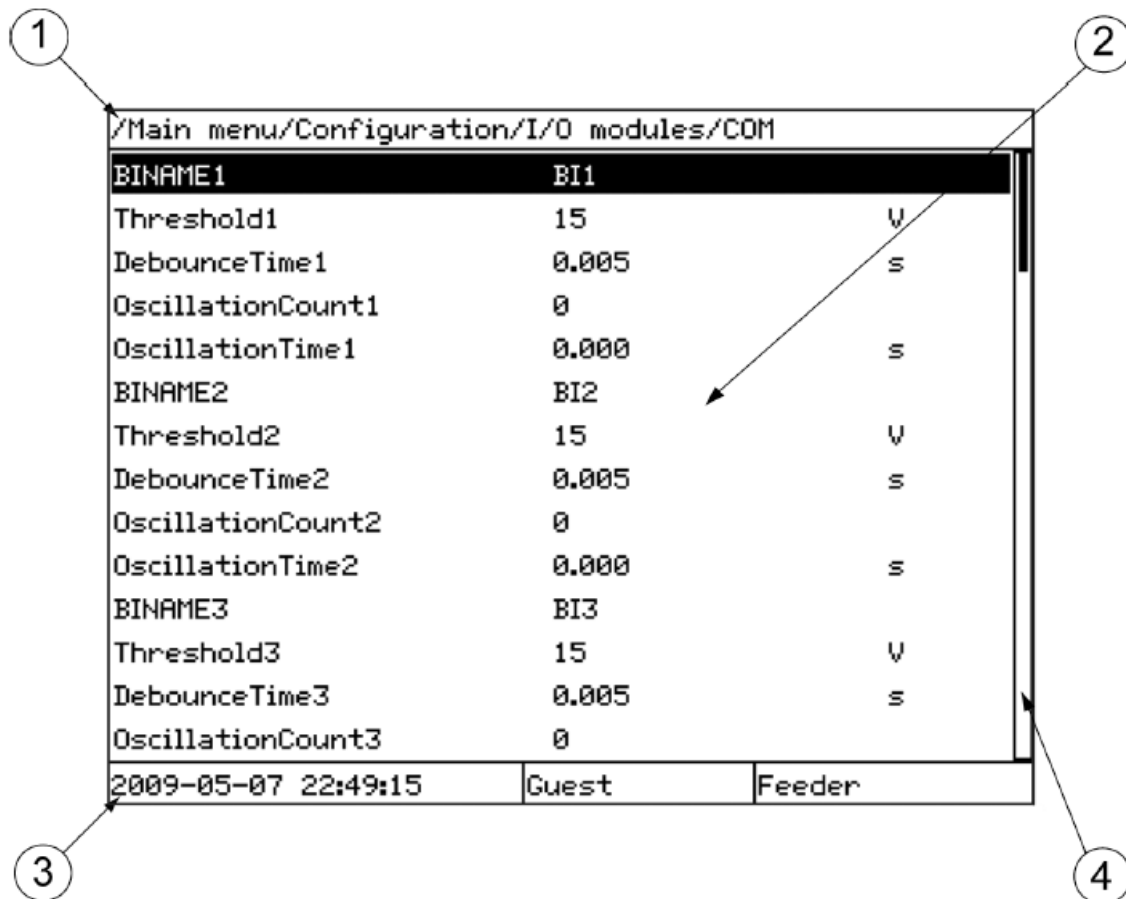 1
2
/Main menu/Configuration/I/O modules/COM
BINAME1 BI1
Threshold1 15 V
DebounceTime1 0.005 s
OscillationCount1 0
OscillationTime1 0.000 s
BINAME2 BI2
Threshold2 15 V
DebounceTime2 0.005 s
OscillationCount2 0
OscillationTime2 0.000 s
BINAME3 BI3
Threshold3 15 V
DebounceTime3 0.005 s
OscillationCount3 0
2009-05-07 22:49:15 Guest Feeder
3
4